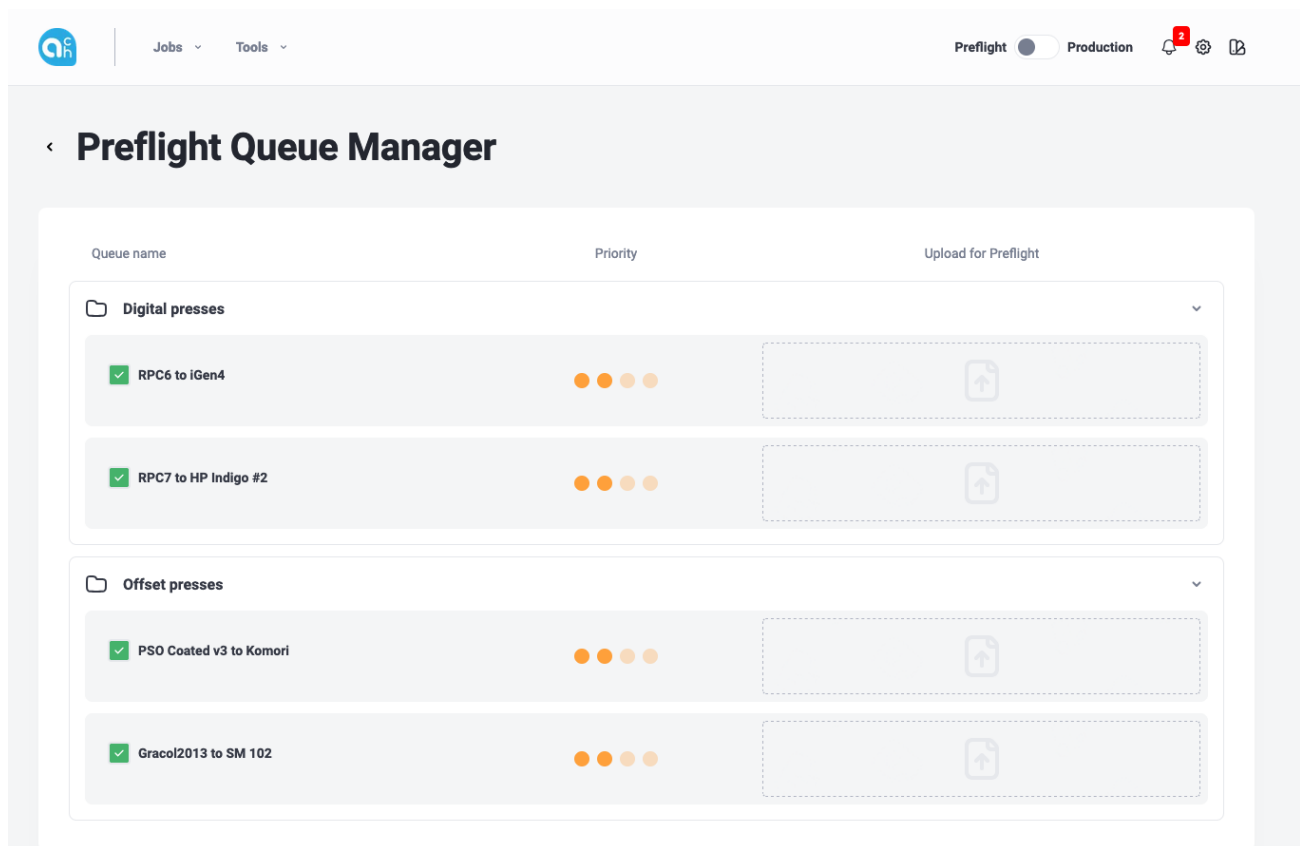 ach
Jobs Tools Preflight Production 2
Preflight Queue Manager
Queue name Priority Upload for Preflight
Digital presses
RPC6 to iGen4
RPC7 to HP Indigo #2
Offset presses
PSO Coated v3 to Komori
Gracol2013 to SM 102